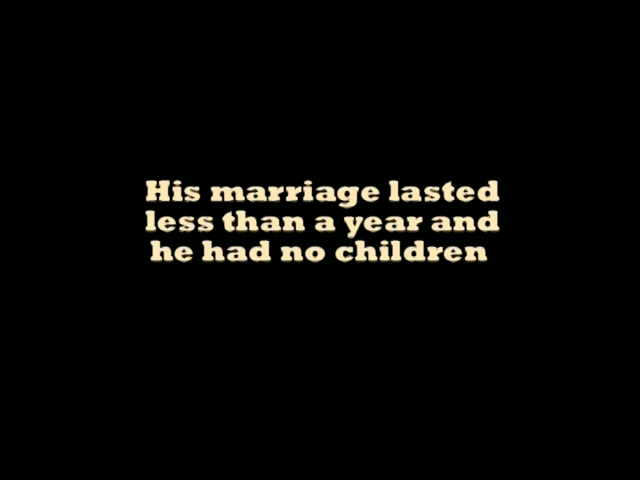 His marriage lasted
less than a year and
he had no children